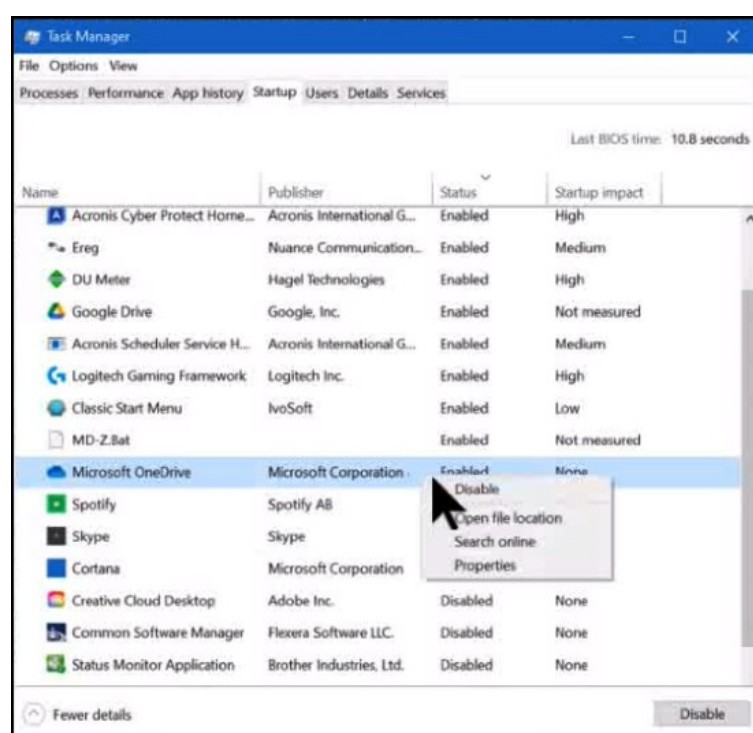 Task Manager
File Options View
Processes Performance App history Startup Users Details Services
Last BIOS time: 10.8 seconds
Name Publisher Status Startup impact
Acronis Cyber Protect Home... Acronis International G... Enabled High
Ereg Nuance Communication... Enabled Medium
DU Meter Hagel Technologies Enabled High
Google Drive Google, Inc. Enabled Not measured
Acronis Scheduler Service H... Acronis International G... Enabled Medium
Logitech Gaming Framework Logitech Inc. Enabled High
Classic Start Menu IvoSoft Enabled Low
MD-Z.Bat Enabled Not measured
Microsoft OneDrive Microsoft Corporation Enabled None
Disable
Spotify Spotify AB Open file location
Skype Skype Search online
Cortana Microsoft Corporation Properties
Creative Cloud Desktop Adobe Inc. Disabled None
Common Software Manager Flexera Software LLC. Disabled None
Status Monitor Application Brother Industries, Ltd. Disabled None
Fewer details Disable